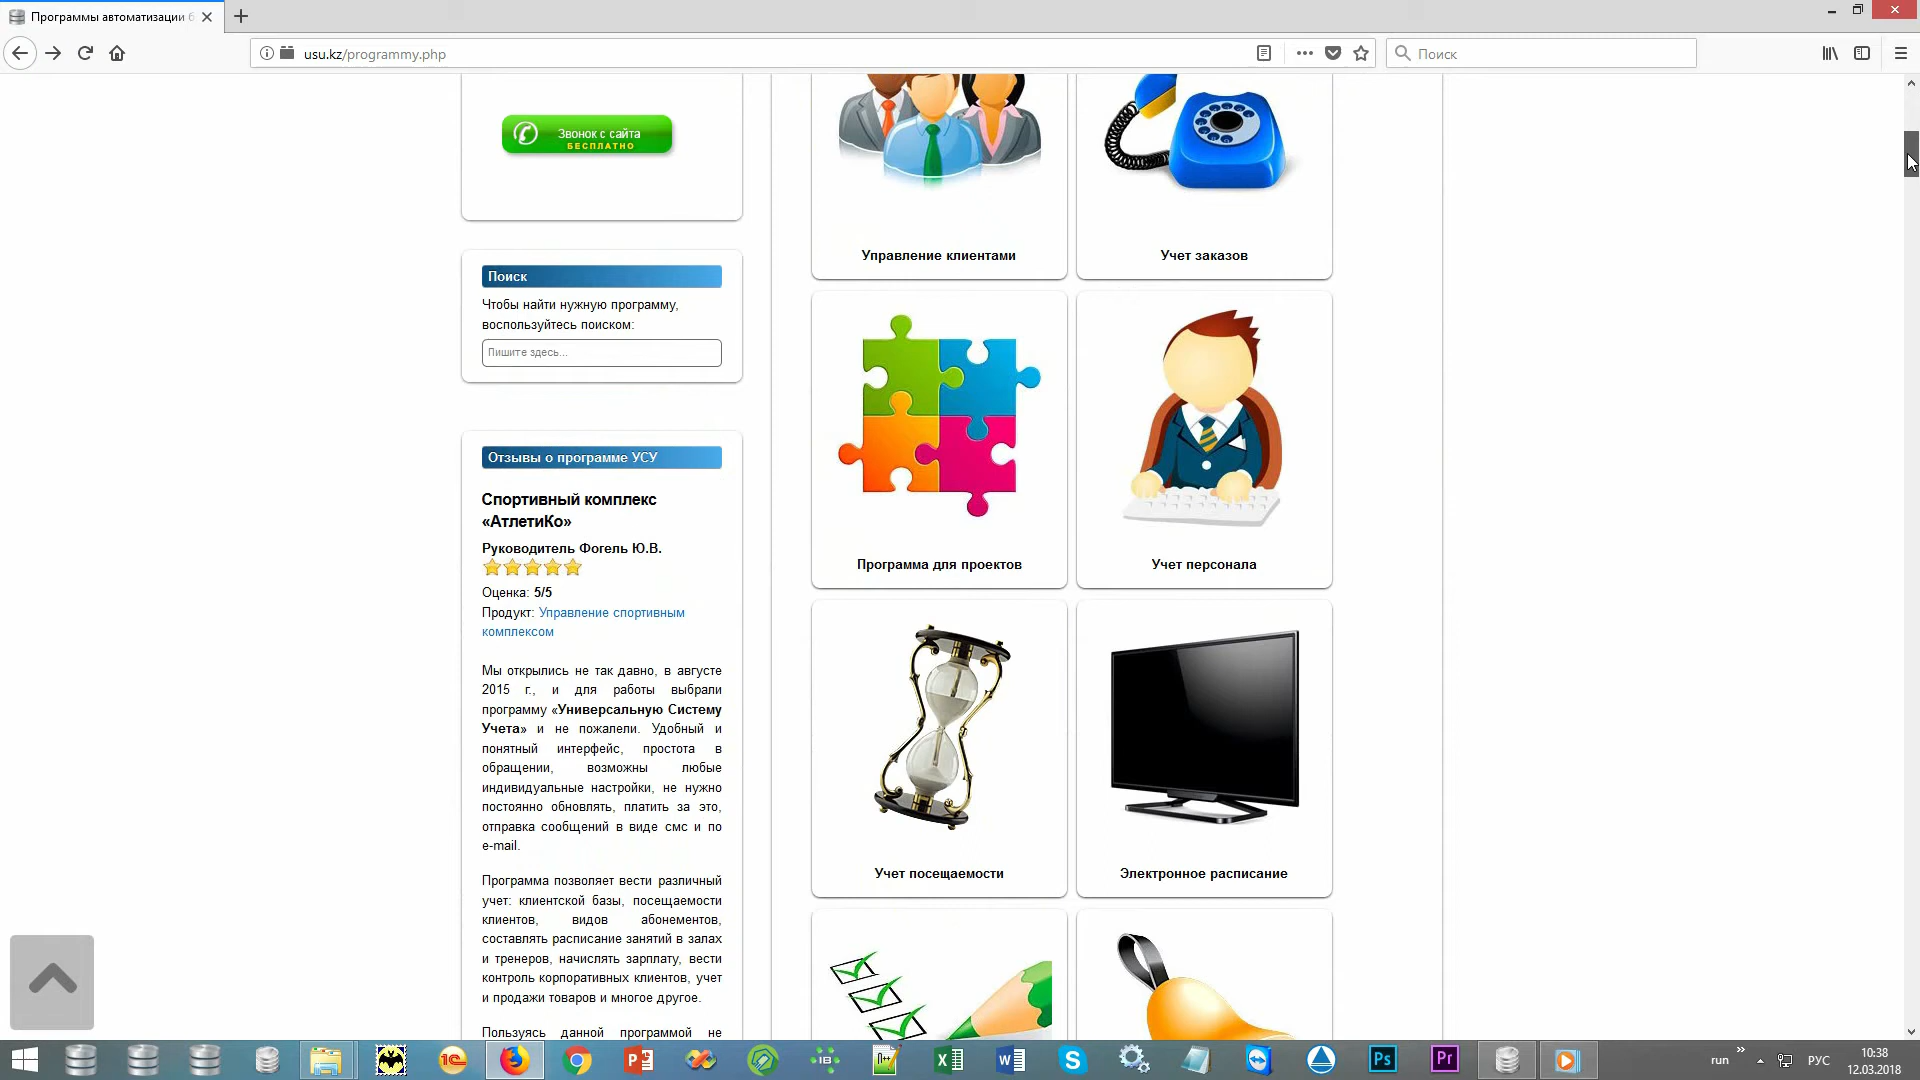 Программы автоматизации б
usu.kz/programmy.php
Поиск
Звонок с сайта
БЕСПЛАТНО
Поиск
Чтобы найти нужную программу,
воспользуйтесь поиском:
Пишите здесь...
Отзывы о программе УСУ
Спортивный комплекс
«АтлетиКо»
Руководитель Фогель Ю.В.
Оценка: 5/5
Продукт: Управление спортивным
комплексом
Мы открылись не так давно, в августе
2015 г., и для работы выбрали
программу «Универсальную Систему
Учета» и не пожалели. Удобный и
понятный интерфейс, простота в
обращении, возможны любые
индивидуальные настройки, не нужно
постоянно обновлять, платить за это,
отправка сообщений в виде смс и по
e-mail.
Программа позволяет вести различный
учет: клиентской базы, посещаемости
клиентов, видов абонементов,
составлять расписание занятий в залах
и тренеров, начислять зарплату, вести
контроль корпоративных клиентов, учет
и продажи товаров и многое другое.
Пользуясь данной программой не
Управление клиентами
Учет заказов
Программа для проектов
Учет персонала
Учет посещаемости
Электронное расписание
1С
IB
Ps
Pr
run
РУС
10:38
12.03.2018